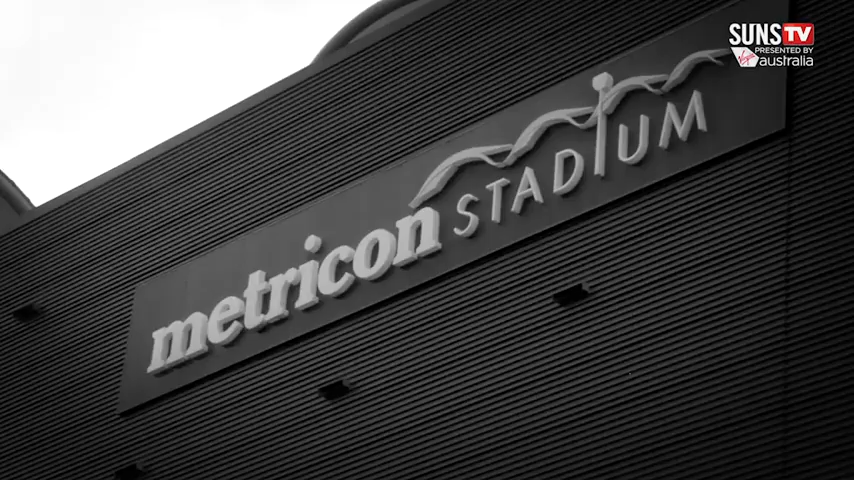 SUNS TV
PRESENTED BY
Virgin australia
metricon STADIUM